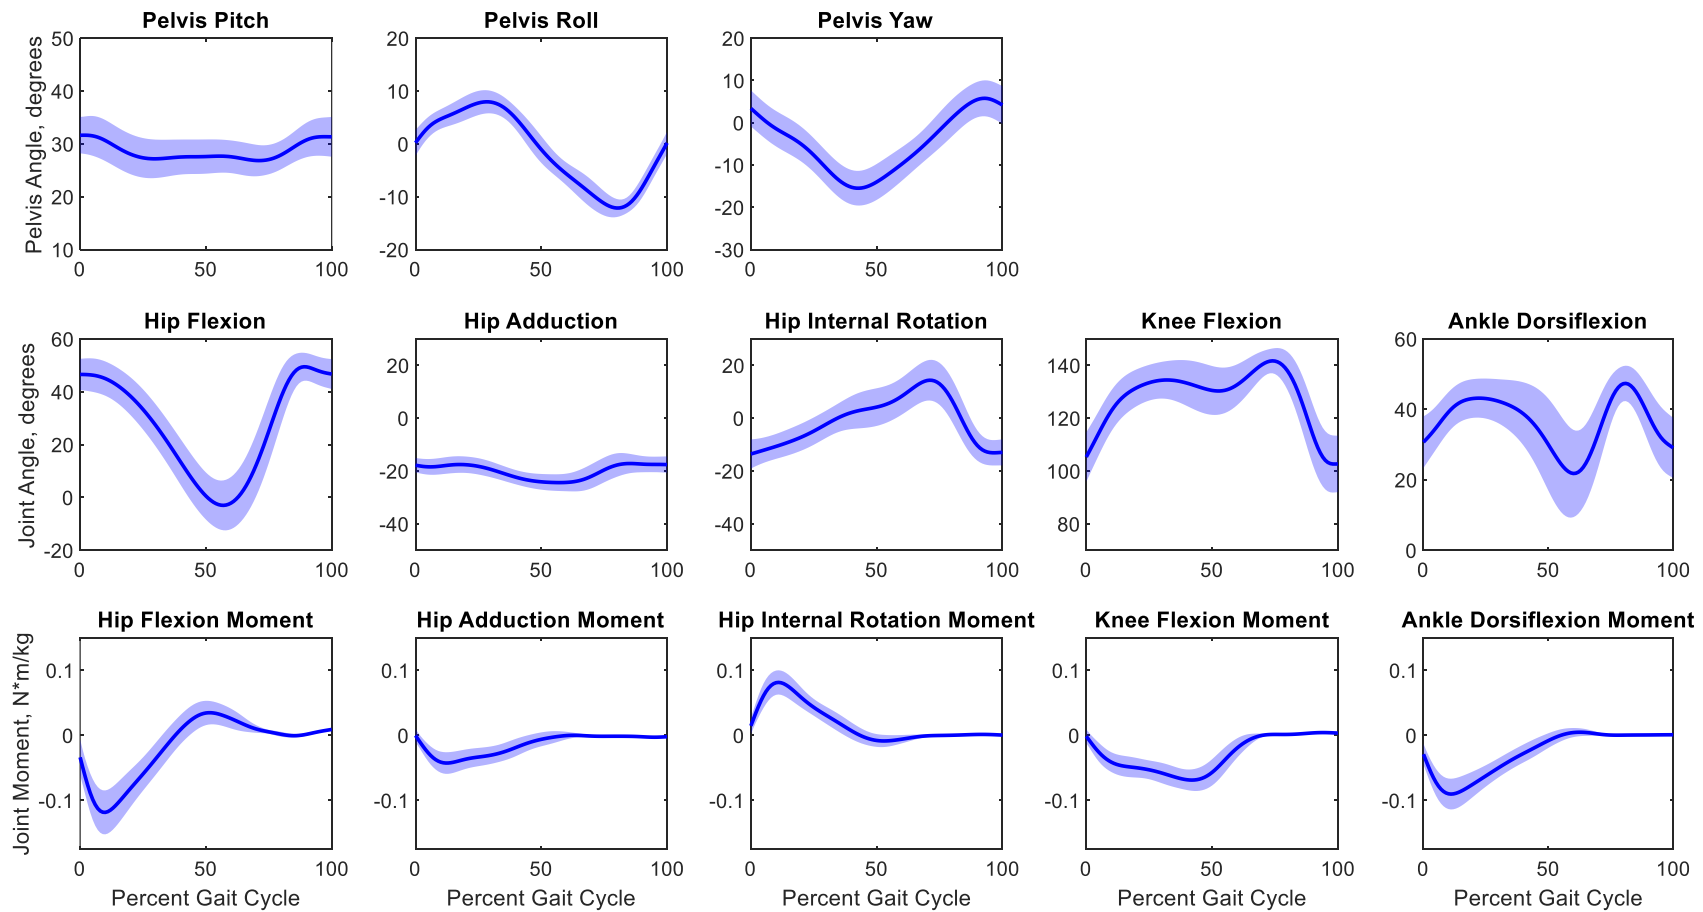 Pelvis Pitch Pelvis Roll Pelvis Yaw
Pelvis Angle, degrees
50 40 30 20 10
0 50 100
20 10 0 -10 -20
0 50 100
20 10 0 -10 -20 -30
0 50 100
Hip Flexion Hip Adduction Hip Internal Rotation Knee Flexion Ankle Dorsiflexion
Joint Angle, degrees
60 40 20 0 -20
0 50 100
20 0 -20 -40
0 50 100
20 0 -20 -40
0 50 100
140 120 100 80
0 50 100
60 40 20 0
0 50 100
Hip Flexion Moment Hip Adduction Moment Hip Internal Rotation Moment Knee Flexion Moment Ankle Dorsiflexion Moment
Joint Moment, N*m/kg
0.1 0 -0.1
0 50 100
Percent Gait Cycle
0.1 0 -0.1
0 50 100
Percent Gait Cycle
0.1 0 -0.1
0 50 100
Percent Gait Cycle
0.1 0 -0.1
0 50 100
Percent Gait Cycle
0.1 0 -0.1
0 50 100
Percent Gait Cycle